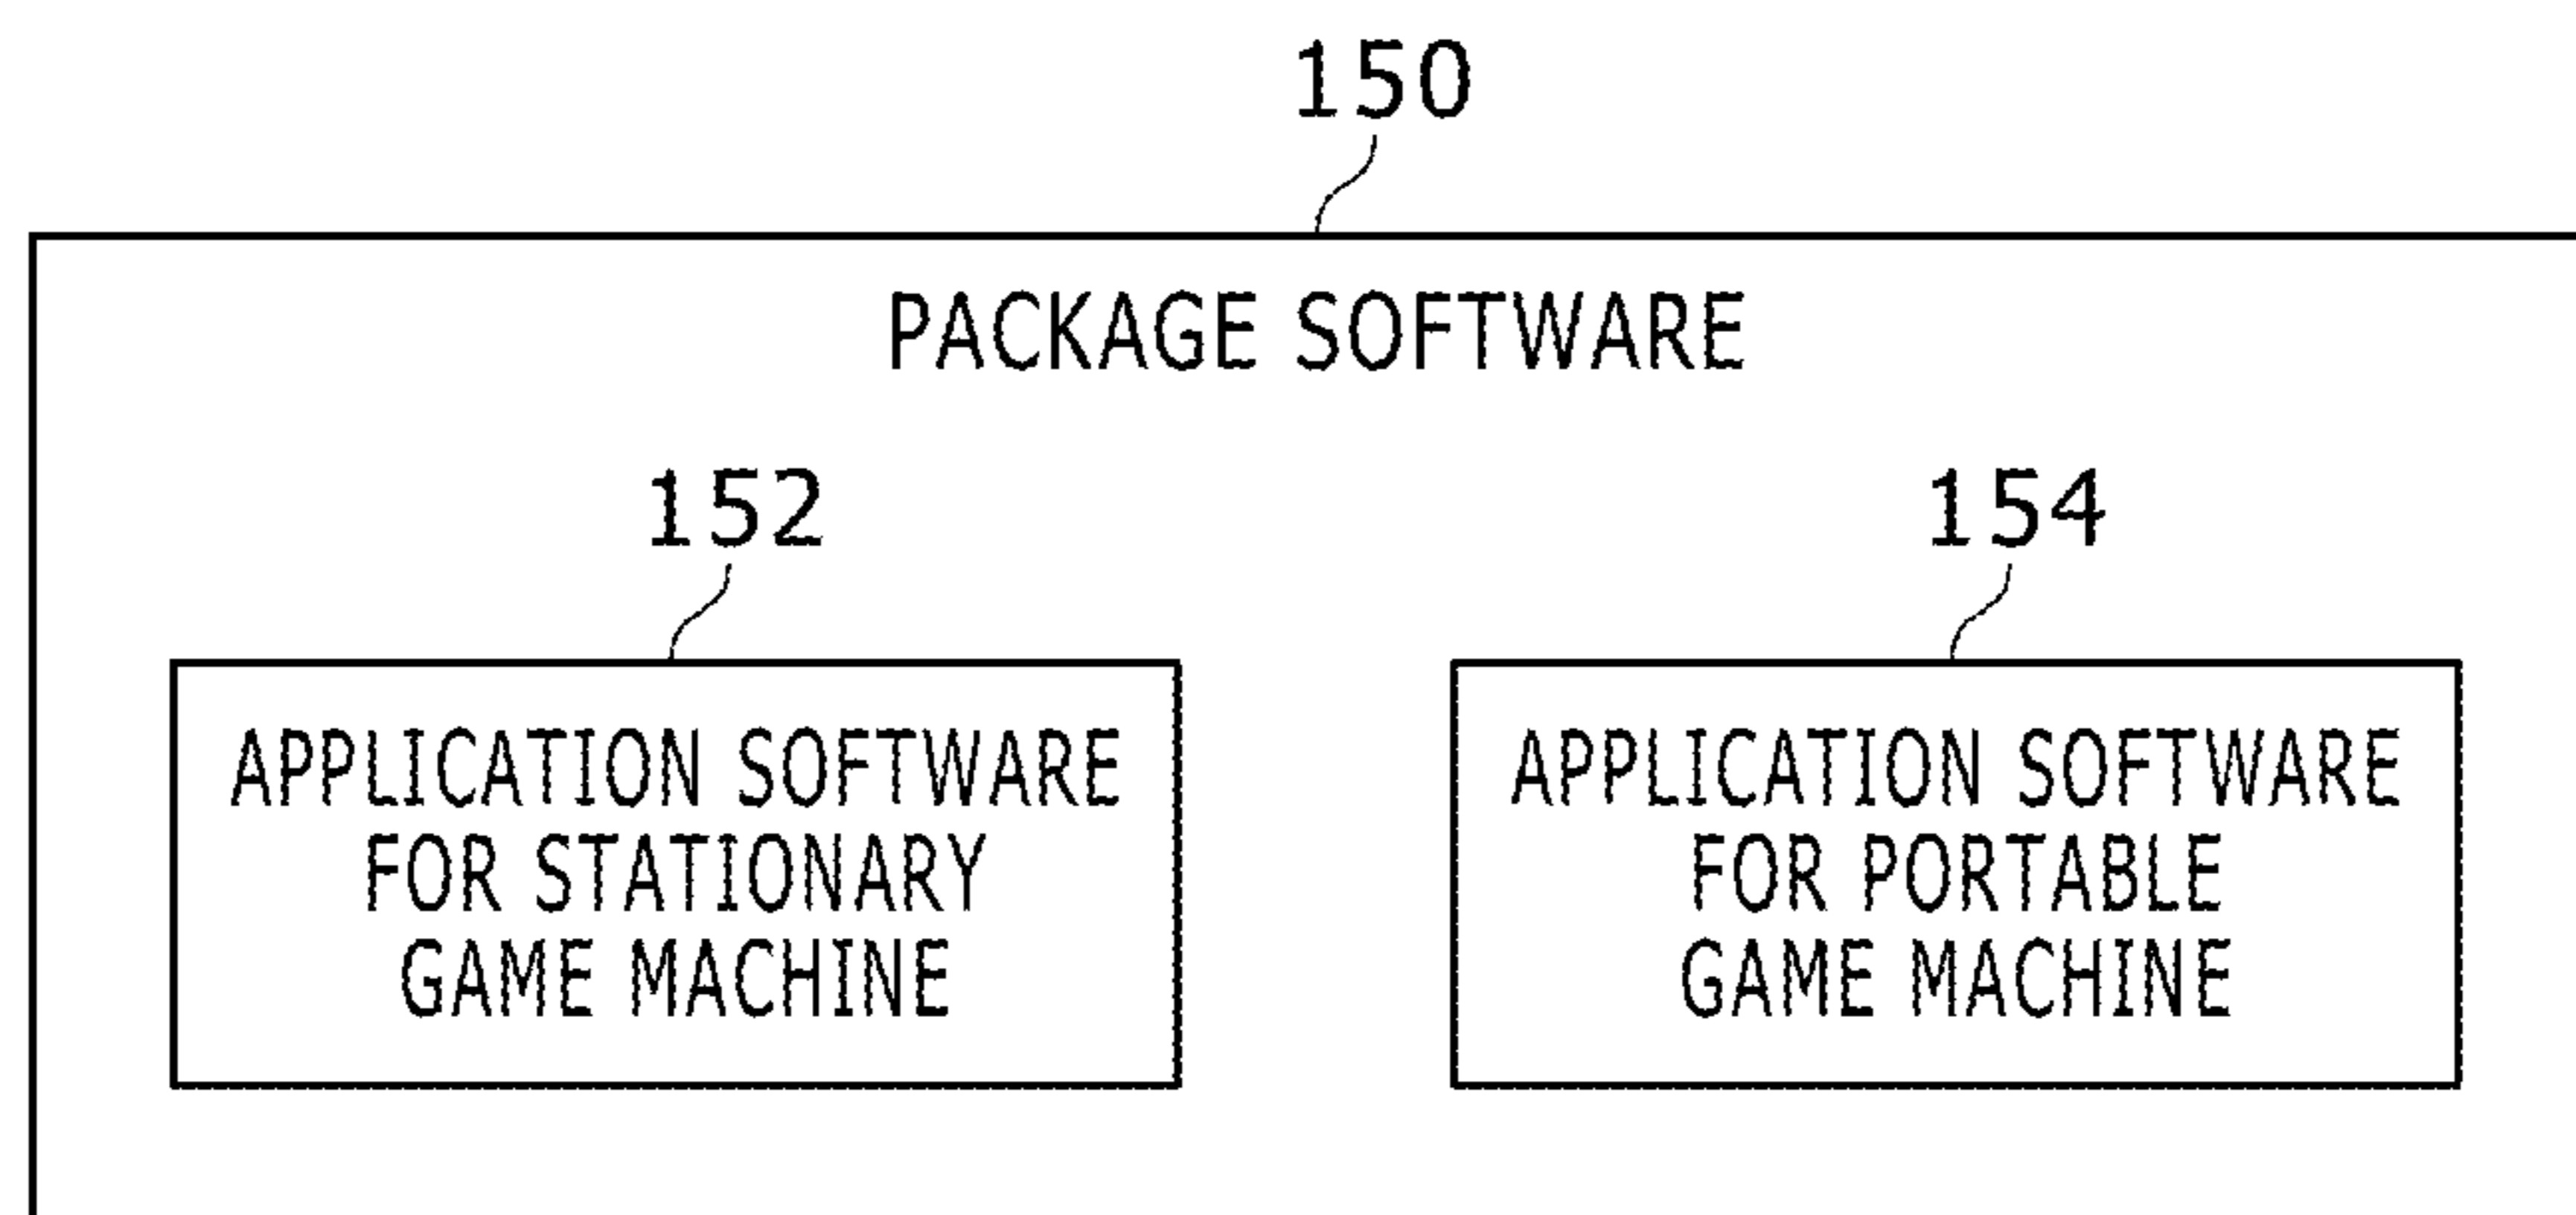 150
PACKAGE SOFTWARE
152
154
APPLICATION SOFTWARE
FOR STATIONARY
GAME MACHINE
APPLICATION SOFTWARE
FOR PORTABLE
GAME MACHINE